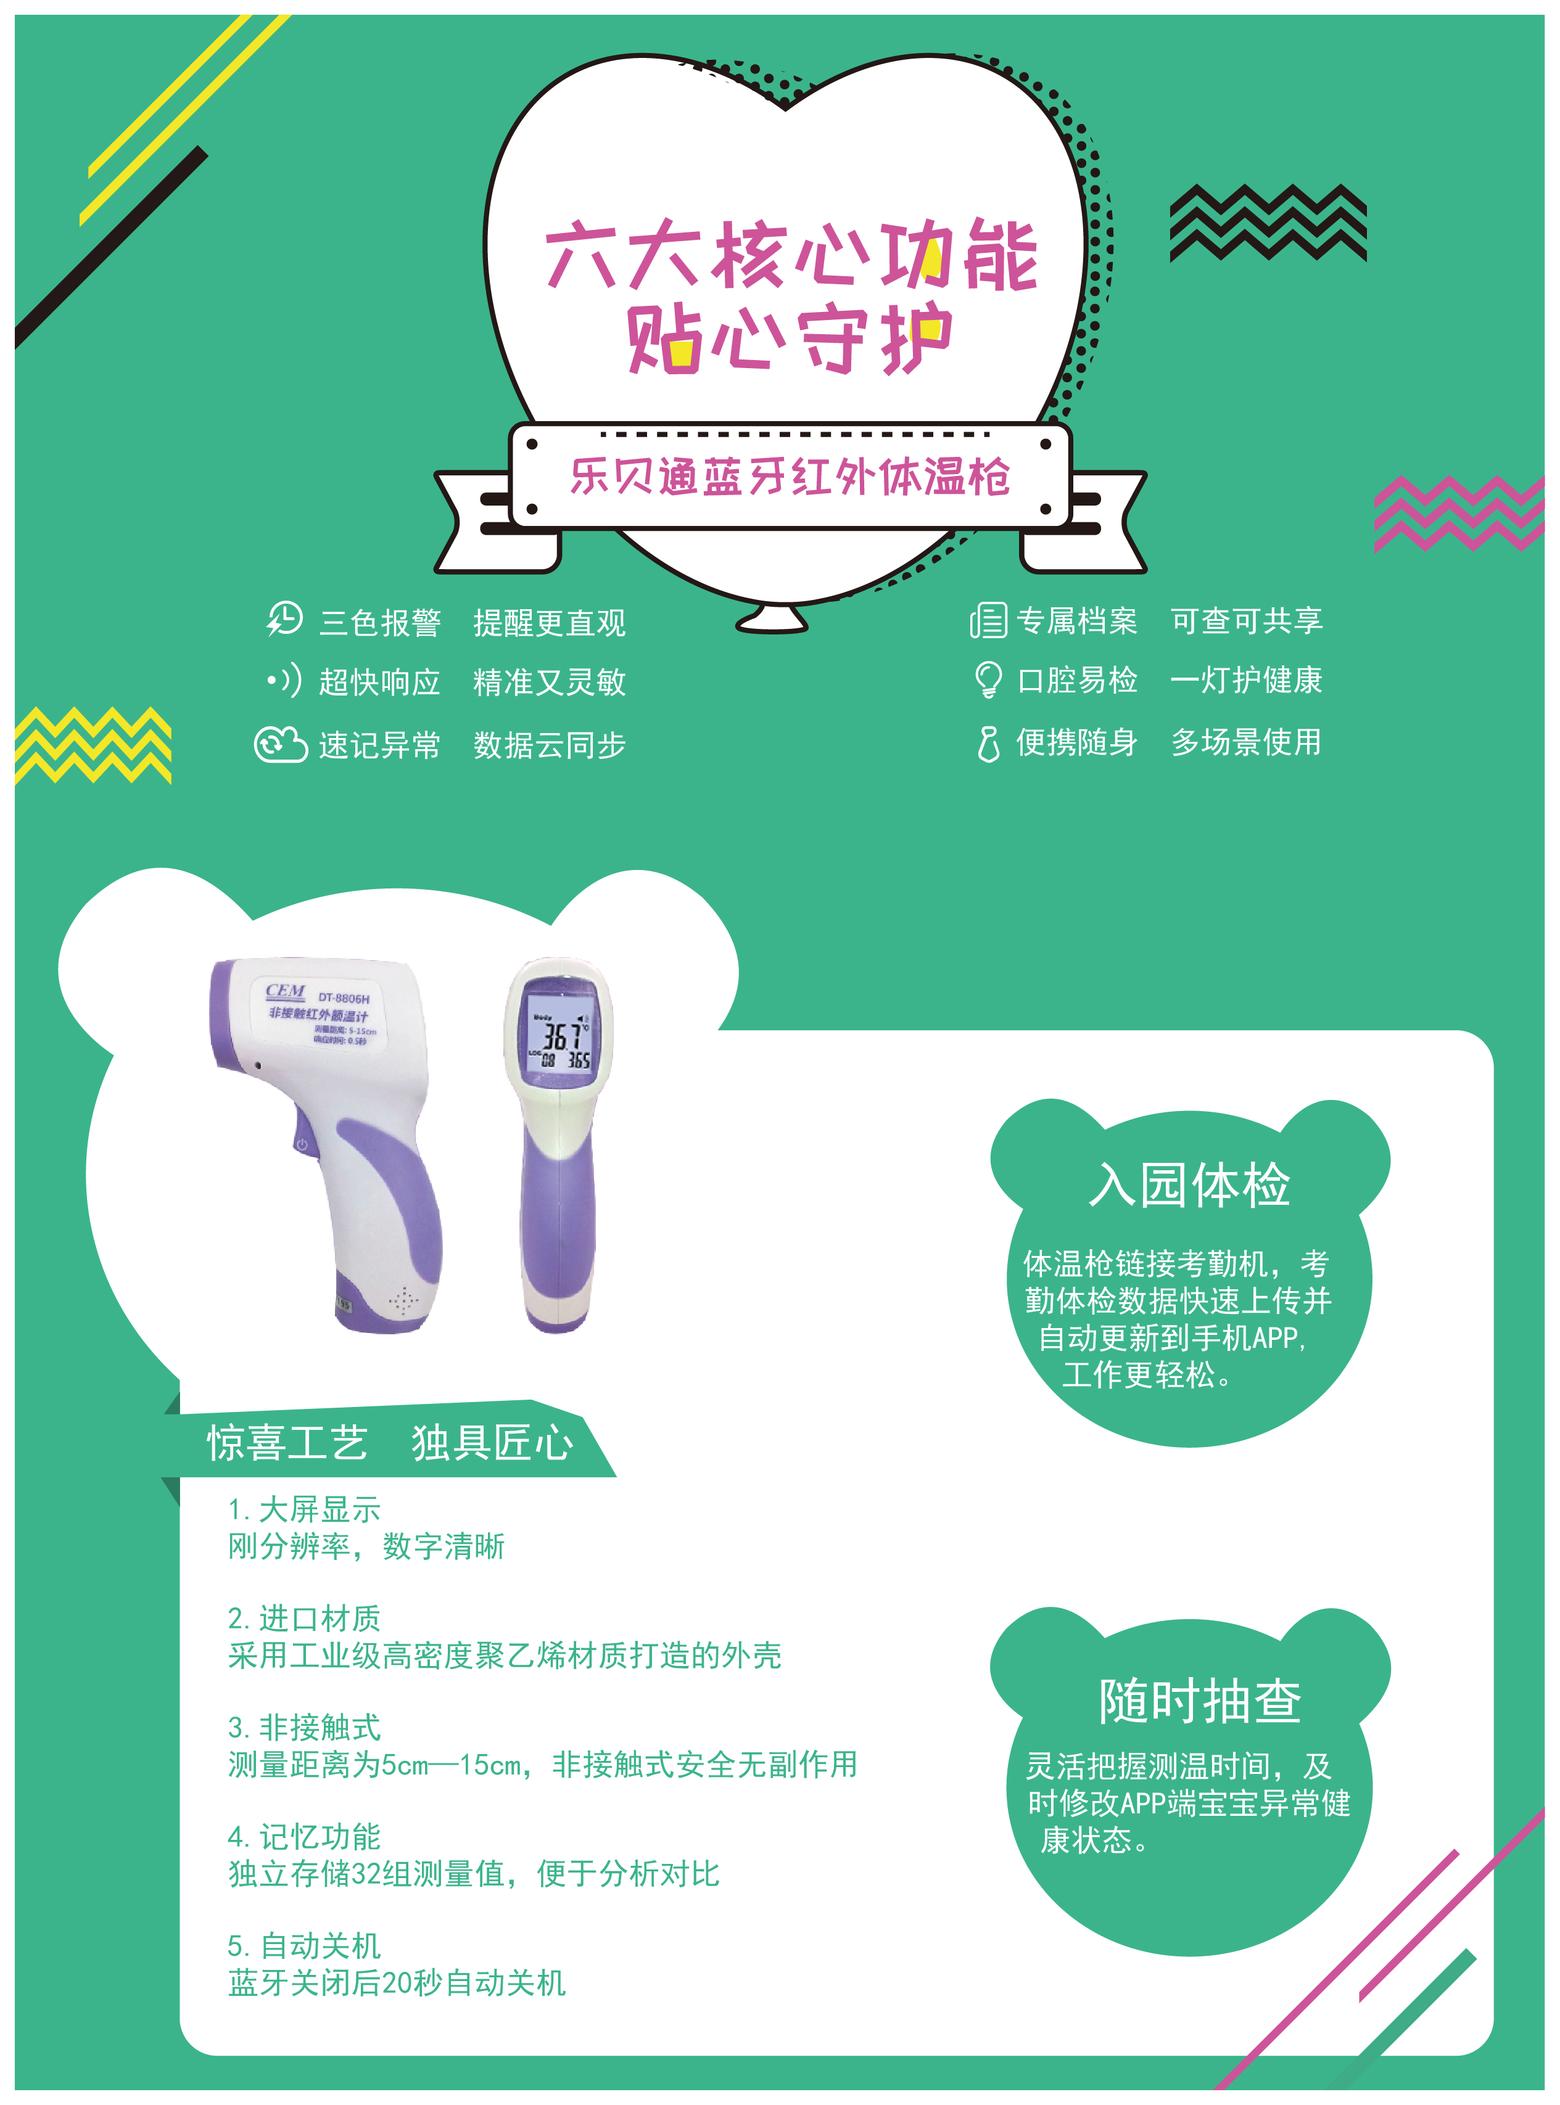 六大核心功能
贴心守护
乐贝通蓝牙红外体温枪
三色报警 提醒更直观
超快响应 精准又灵敏
速记异常 数据云同步
专属档案 可查可共享
口腔易检 一灯护健康
便携随身 多场景使用
CEM DT-8806H
非接触红外额温计
测量距离: 5-15cm
响应时间: 0.5秒
Body
36.7 ℃
LOG 08 36.5
惊喜工艺 独具匠心
1. 大屏显示
刚分辨率，数字清晰
2. 进口材质
采用工业级高密度聚乙烯材质打造的外壳
3. 非接触式
测量距离为5cm—15cm，非接触式安全无副作用
4. 记忆功能
独立存储32组测量值，便于分析对比
5. 自动关机
蓝牙关闭后20秒自动关机
入园体检
体温枪链接考勤机，考
勤体检数据快速上传并
自动更新到手机APP,
工作更轻松。
随时抽查
灵活把握测温时间，及
时修改APP端宝宝异常健
康状态。